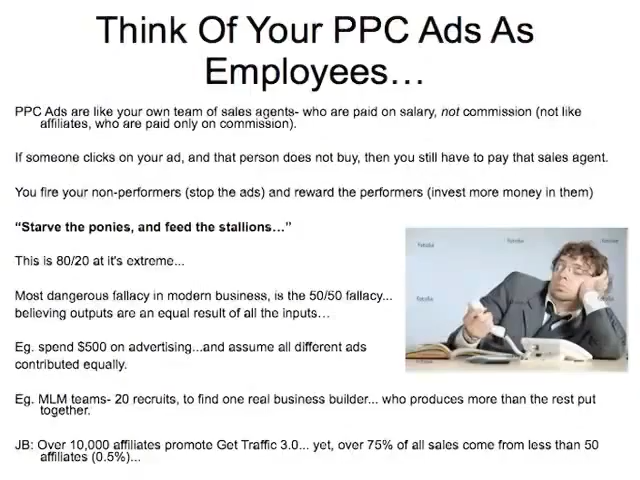 Think Of Your PPC Ads As
Employees…
PPC Ads are like your own team of sales agents- who are paid on salary, not commission (not like
affiliates, who are paid only on commission).
If someone clicks on your ad, and that person does not buy, then you still have to pay that sales agent.
You fire your non-performers (stop the ads) and reward the performers (invest more money in them)
“Starve the ponies, and feed the stallions…”
This is 80/20 at it's extreme...
Most dangerous fallacy in modern business, is the 50/50 fallacy...
believing outputs are an equal result of all the inputs…
Eg. spend $500 on advertising...and assume all different ads
contributed equally.
Eg. MLM teams- 20 recruits, to find one real business builder... who produces more than the rest put
together.
JB: Over 10,000 affiliates promote Get Traffic 3.0... yet, over 75% of all sales come from less than 50
affiliates (0.5%)...